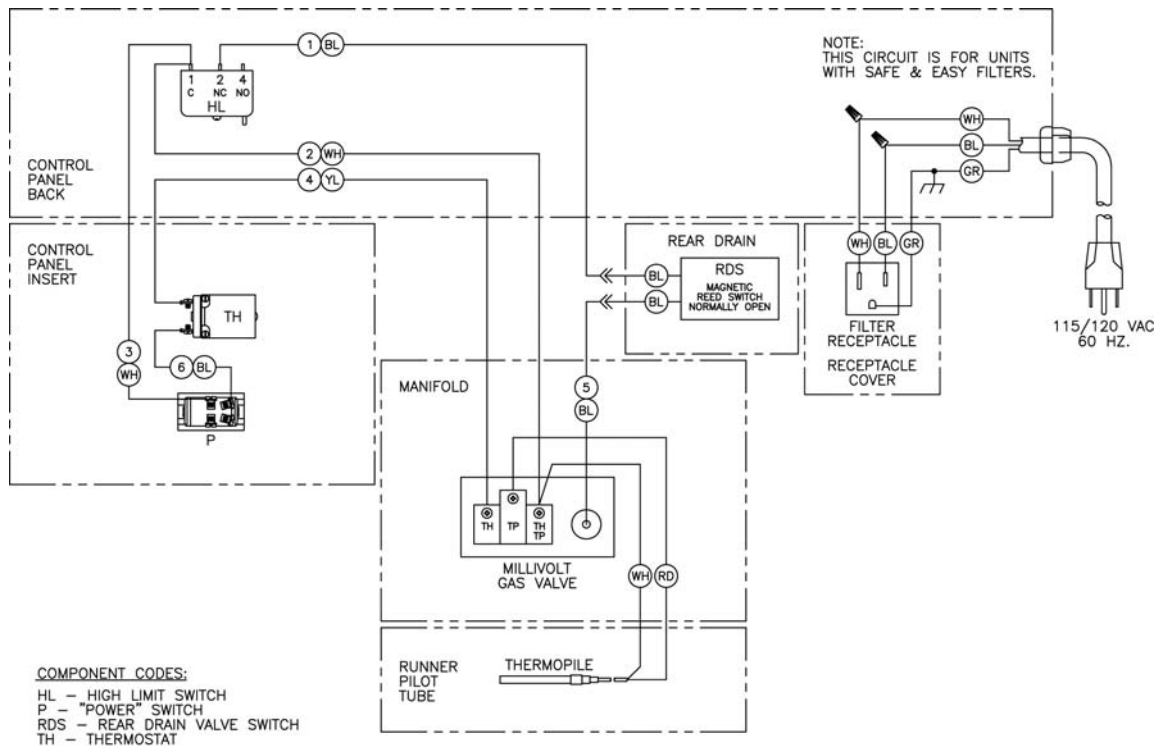 1 BL
NOTE:
THIS CIRCUIT IS FOR UNITS
WITH SAFE & EASY FILTERS.
1 2 4
C NC NO
HL
WH
BL
GR
2 WH
4 YL
CONTROL
PANEL
BACK
CONTROL
PANEL
INSERT
TH
3
WH
6 BL
P
REAR DRAIN
BL
BL
RDS
MAGNETIC
REED SWITCH
NORMALLY OPEN
WH BL GR
FILTER
RECEPTACLE
RECEPTACLE
COVER
115/120 VAC
60 HZ.
MANIFOLD
5
BL
TH TP TH
TP
MILLIVOLT
GAS VALVE
WH RD
RUNNER
PILOT
TUBE
THERMOPILE
COMPONENT CODES:
HL – HIGH LIMIT SWITCH
P – "POWER" SWITCH
RDS – REAR DRAIN VALVE SWITCH
TH – THERMOSTAT